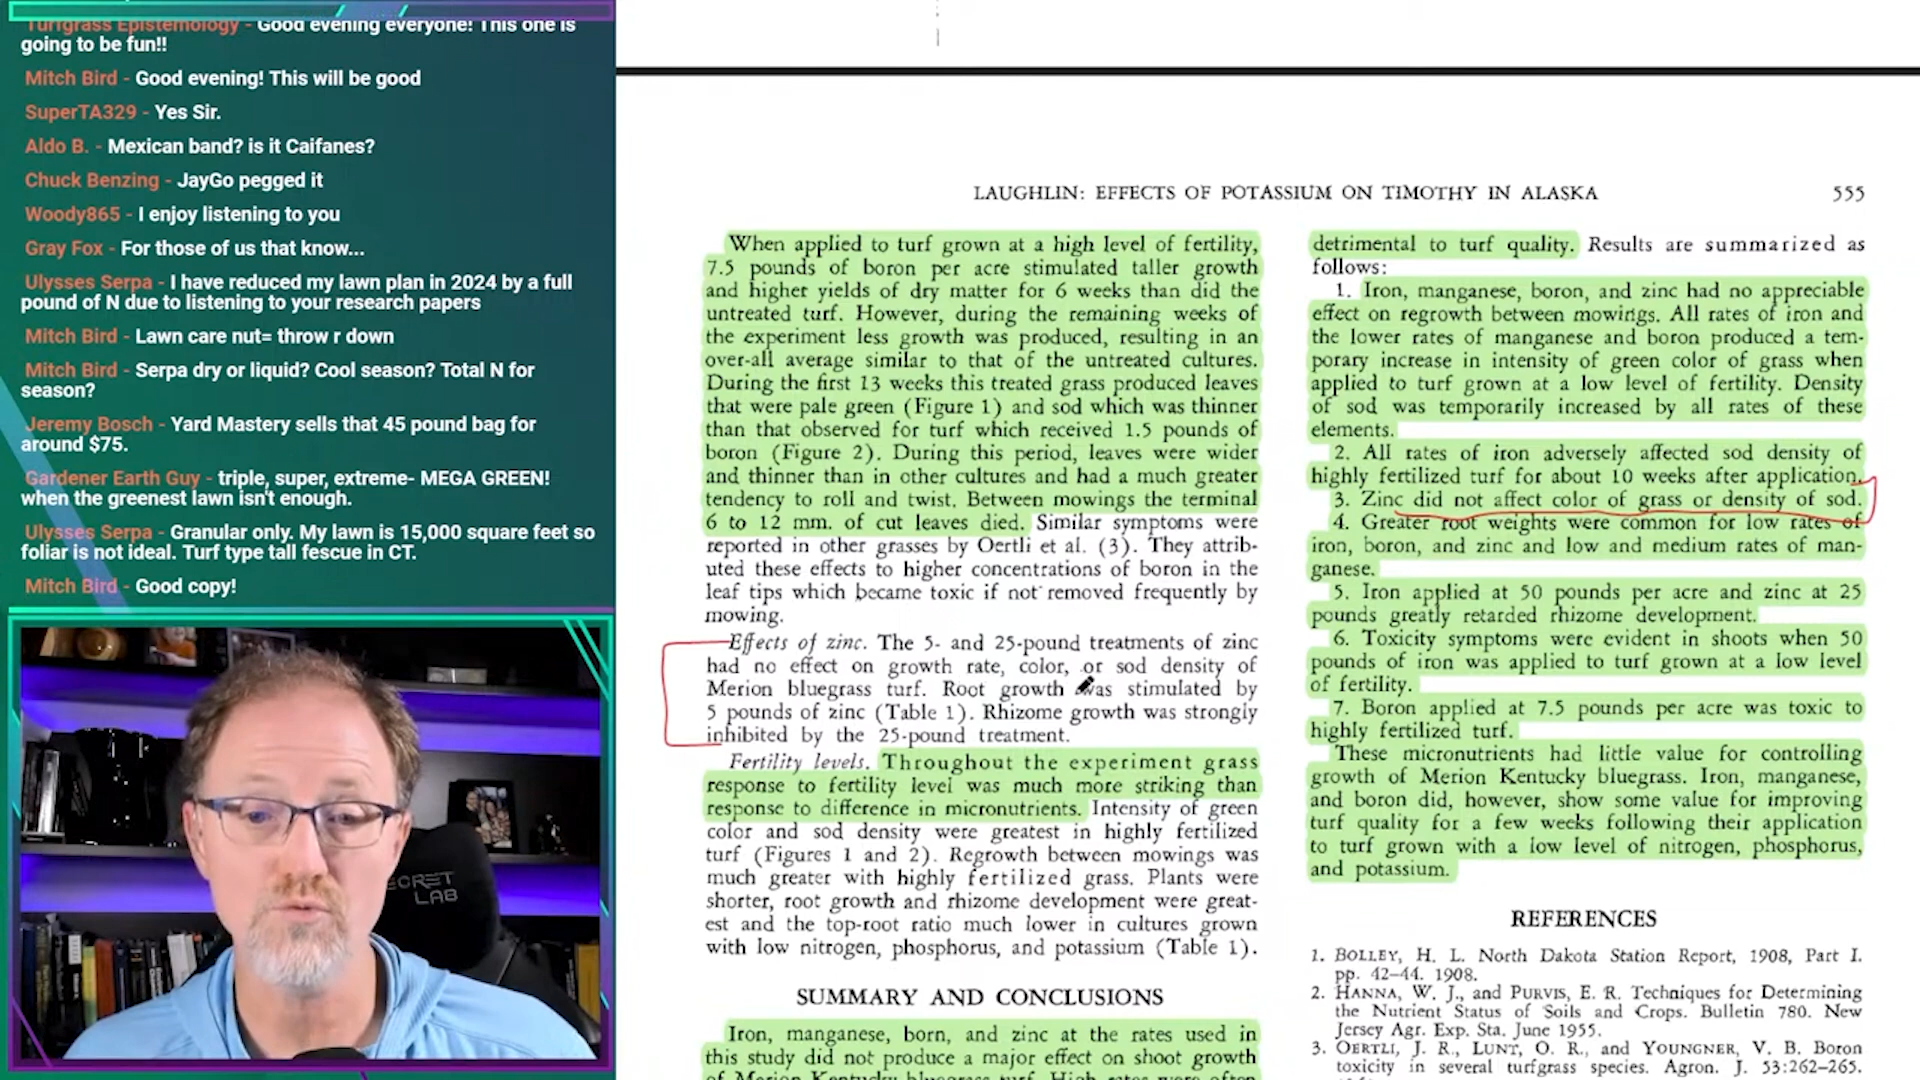 Turfgrass Epistemology - Good evening everyone! This one is
going to be fun!!
Mitch Bird - Good evening! This will be good
SuperTA329 - Yes Sir.
Aldo B. - Mexican band? is it Caifanes?
Chuck Benzing - JayGo pegged it
Woody865 - I enjoy listening to you
Gray Fox - For those of us that know...
Ulysses Serpa - I have reduced my lawn plan in 2024 by a full
pound of N due to listening to your research papers
Mitch Bird - Lawn care nut= throw r down
Mitch Bird - Serpa dry or liquid? Cool season? Total N for
season?
Jeremy Bosch - Yard Mastery sells that 45 pound bag for
around $75.
Gardener Earth Guy - triple, super, extreme- MEGA GREEN!
when the greenest lawn isn't enough.
Ulysses Serpa - Granular only. My lawn is 15,000 square feet so
foliar is not ideal. Turf type tall fescue in CT.
Mitch Bird - Good copy!
SECRET
LAB
LAUGHLIN: EFFECTS OF POTASSIUM ON TIMOTHY IN ALASKA 555
When applied to turf grown at a high level of fertility,
7.5 pounds of boron per acre stimulated taller growth
and higher yields of dry matter for 6 weeks than did the
untreated turf. However, during the remaining weeks of
the experiment less growth was produced, resulting in an
over-all average similar to that of the untreated cultures.
During the first 13 weeks this treated grass produced leaves
that were pale green (Figure 1) and sod which was thinner
than that observed for turf which received 1.5 pounds of
boron (Figure 2). During this period, leaves were wider
and thinner than in other cultures and had a much greater
tendency to roll and twist. Between mowings the terminal
6 to 12 mm. of cut leaves died. Similar symptoms were
reported in other grasses by Oertli et al. (3). They attrib-
uted these effects to higher concentrations of boron in the
leaf tips which became toxic if not removed frequently by
mowing.
Effects of zinc. The 5- and 25-pound treatments of zinc
had no effect on growth rate, color, or sod density of
Merion bluegrass turf. Root growth was stimulated by
5 pounds of zinc (Table 1). Rhizome growth was strongly
inhibited by the 25-pound treatment.
Fertility levels. Throughout the experiment grass
response to fertility level was much more striking than
response to difference in micronutrients. Intensity of green
color and sod density were greatest in highly fertilized
turf (Figures 1 and 2). Regrowth between mowings was
much greater with highly fertilized grass. Plants were
shorter, root growth and rhizome development were great-
est and the top-root ratio much lower in cultures grown
with low nitrogen, phosphorus, and potassium (Table 1).
SUMMARY AND CONCLUSIONS
Iron, manganese, born, and zinc at the rates used in
this study did not produce a major effect on shoot growth
of Merion Kentucky bluegrass turf. High rates were often
detrimental to turf quality. Results are summarized as
follows:
1. Iron, manganese, boron, and zinc had no appreciable
effect on regrowth between mowings. All rates of iron and
the lower rates of manganese and boron produced a tem-
porary increase in intensity of green color of grass when
applied to turf grown at a low level of fertility. Density
of sod was temporarily increased by all rates of these
elements.
2. All rates of iron adversely affected sod density of
highly fertilized turf for about 10 weeks after application.
3. Zinc did not affect color of grass or density of sod.
4. Greater root weights were common for low rates of
iron, boron, and zinc and low and medium rates of man-
ganese.
5. Iron applied at 50 pounds per acre and zinc at 25
pounds greatly retarded rhizome development.
6. Toxicity symptoms were evident in shoots when 50
pounds of iron was applied to turf grown at a low level
of fertility.
7. Boron applied at 7.5 pounds per acre was toxic to
highly fertilized turf.
These micronutrients had little value for controlling
growth of Merion Kentucky bluegrass. Iron, manganese,
and boron did, however, show some value for improving
turf quality for a few weeks following their application
to turf grown with a low level of nitrogen, phosphorus,
and potassium.
REFERENCES
1. BOLLEY, H. L. North Dakota Station Report, 1908, Part I.
pp. 42-44. 1908.
2. HANNA, W. J., and PURVIS, E. R. Techniques for Determining
the Nutrient Status of Soils and Crops. Bulletin 780. New
Jersey Agr. Exp. Sta. June 1955.
3. OERTLI, J. R., LUNT, O. R., and YOUNGNER, V. B. Boron
toxicity in several turfgrass species. Agron. J. 53:262-265.